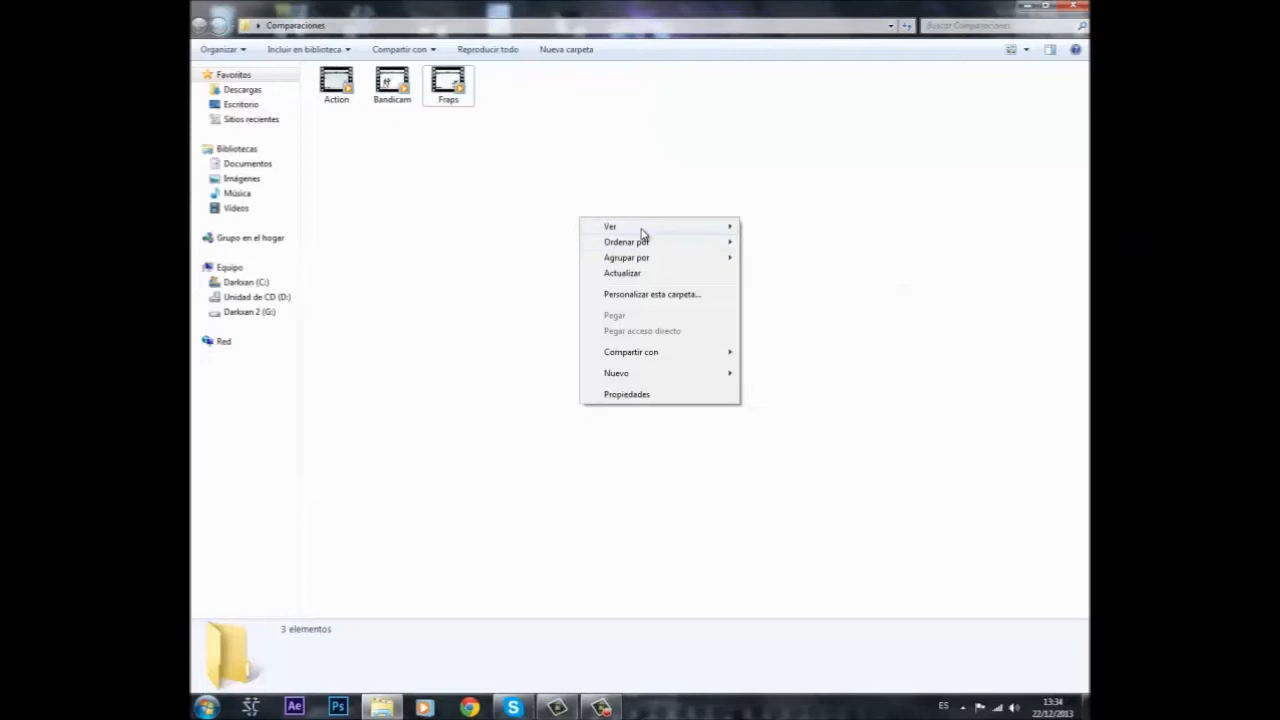 Comparaciones
Buscar Comparaciones
Organizar
Incluir en biblioteca
Compartir con
Reproducir todo
Nueva carpeta
Favoritos
Descargas
Escritorio
Sitios recientes
Bibliotecas
Documentos
Imágenes
Música
Vídeos
Grupo en el hogar
Equipo
Darkxan (C:)
Unidad de CD (D:)
Darkxan 2 (G:)
Red
Action
Bandicam
Fraps
Ver
Ordenar por
Agrupar por
Actualizar
Personalizar esta carpeta...
Pegar
Pegar acceso directo
Compartir con
Nuevo
Propiedades
3 elementos
Ae
Ps
S
ES
13:34
22/12/2013